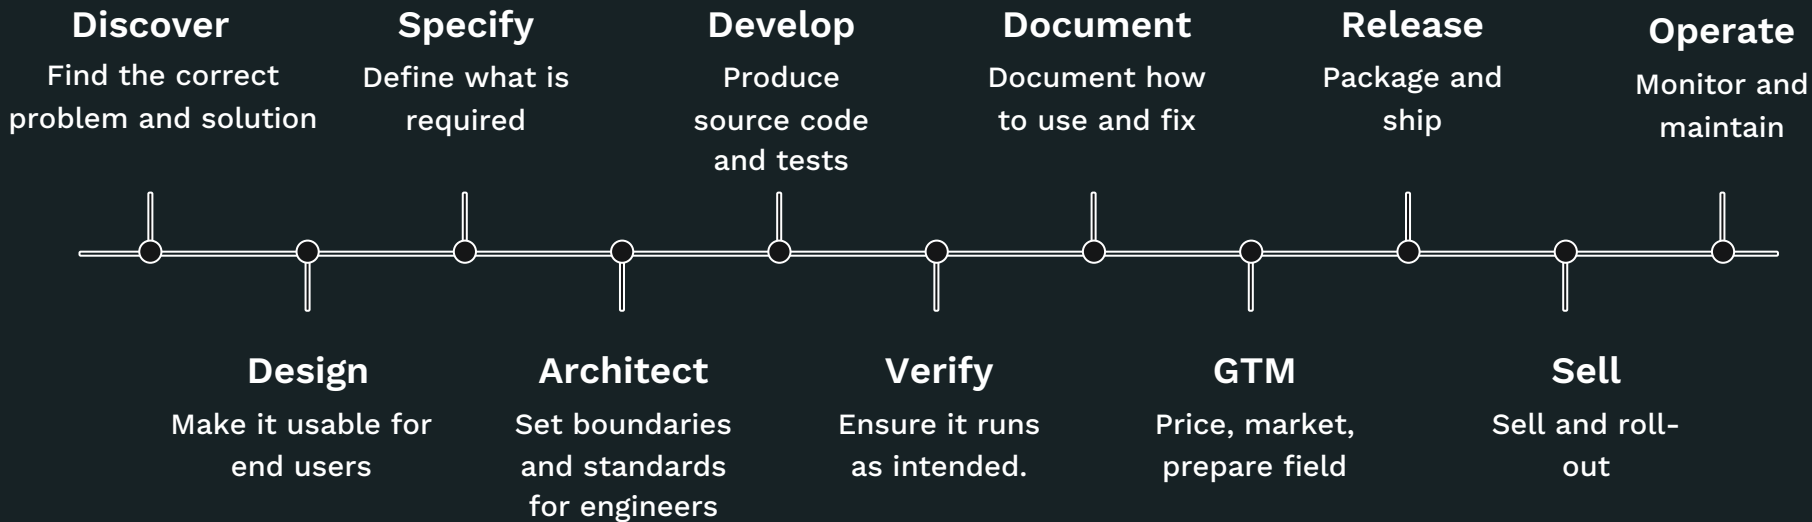 Discover
Find the correct
problem and solution
Specify
Define what is
required
Develop
Produce
source code
and tests
Document
Document how
to use and fix
Release
Package and
ship
Operate
Monitor and
maintain
Design
Make it usable for
end users
Architect
Set boundaries
and standards
for engineers
Verify
Ensure it runs
as intended.
GTM
Price, market,
prepare field
Sell
Sell and roll-
out